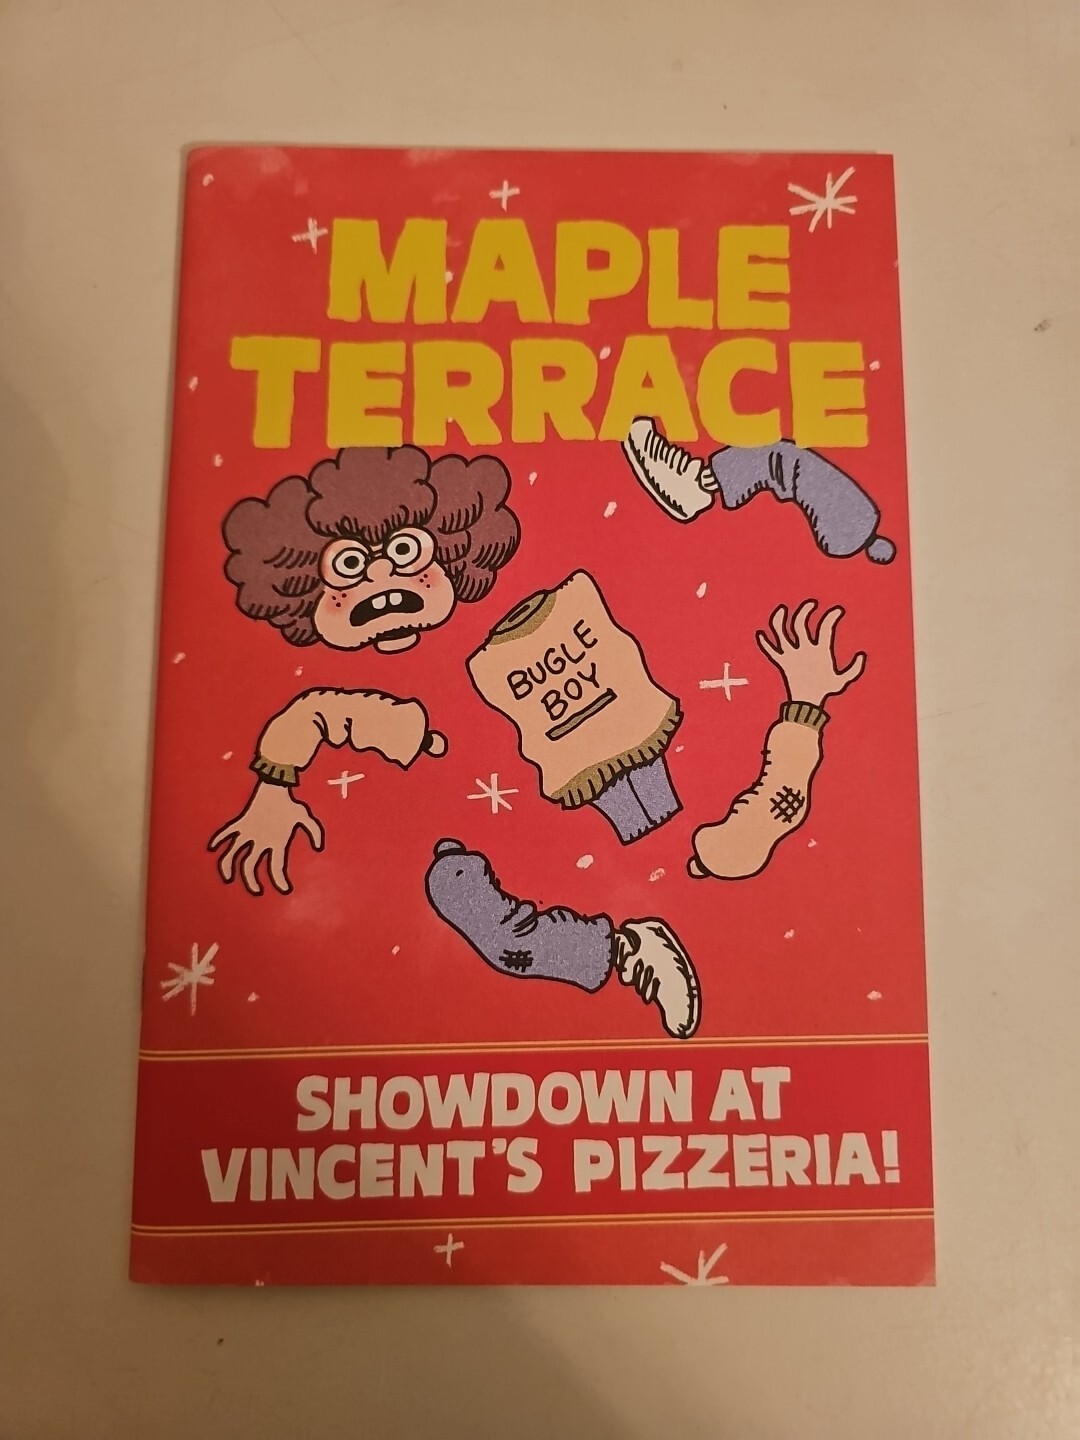 MAPLE
TERRACE
BUGLE
BOY
SHOWDOWN AT
VINCENT'S PIZZERIA!